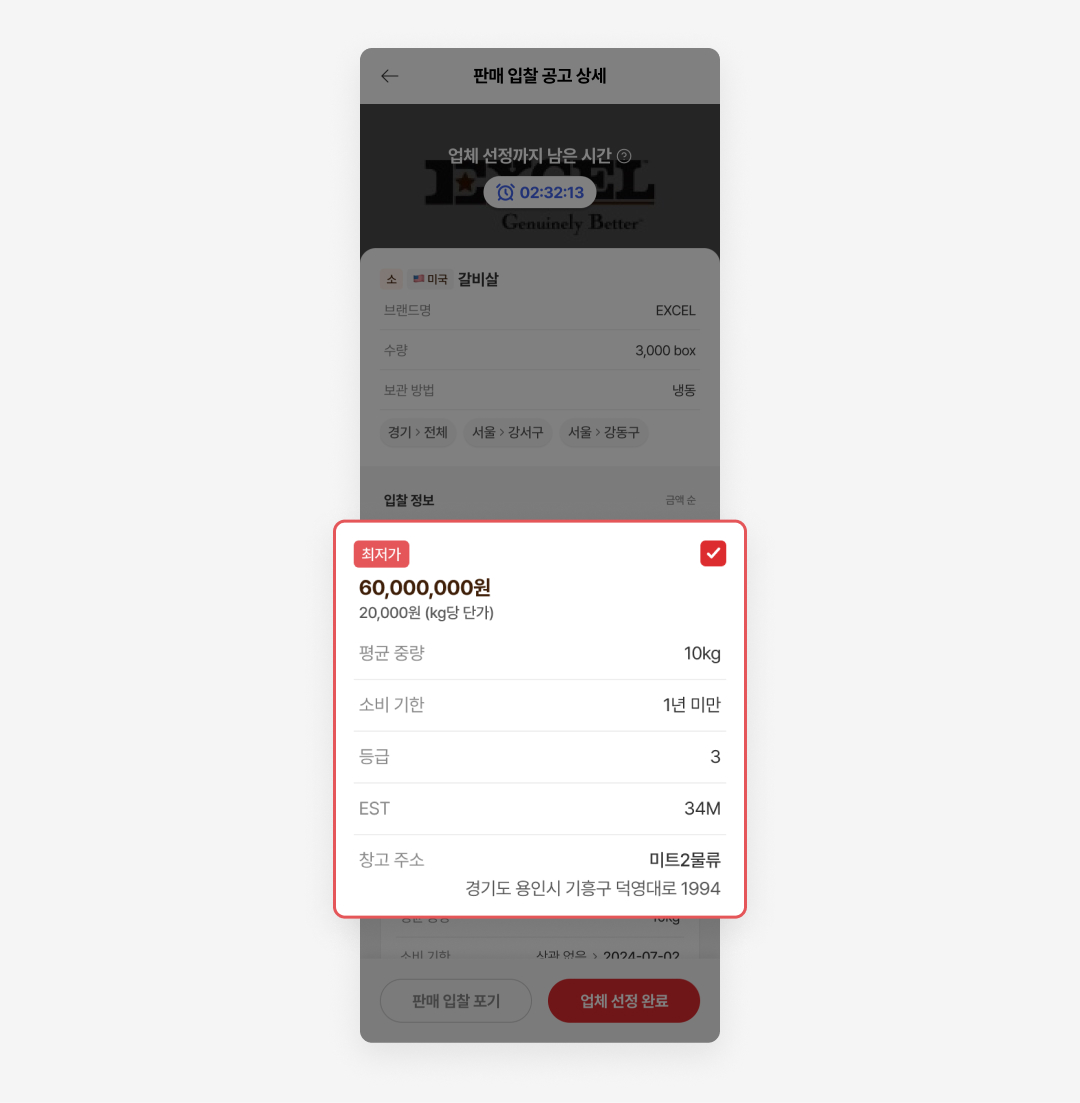 판매 입찰 공고 상세
업체 선정까지 남은 시간 ?
EXCEL
02:32:13
Genuinely Better
소 미국 갈비살
브랜드명 EXCEL
수량 3,000 box
보관 방법 냉동
경기 > 전체 서울 > 강서구 서울 > 강동구
입찰 정보 금액 순
최저가
60,000,000원
20,000원 (kg당 단가)
평균 중량 10kg
소비 기한 1년 미만
등급 3
EST 34M
창고 주소 미트2물류
경기도 용인시 기흥구 덕영대로 1994
평균 중량 10kg
소비 기한 상관 없음 > 2024-07-02
판매 입찰 포기 업체 선정 완료